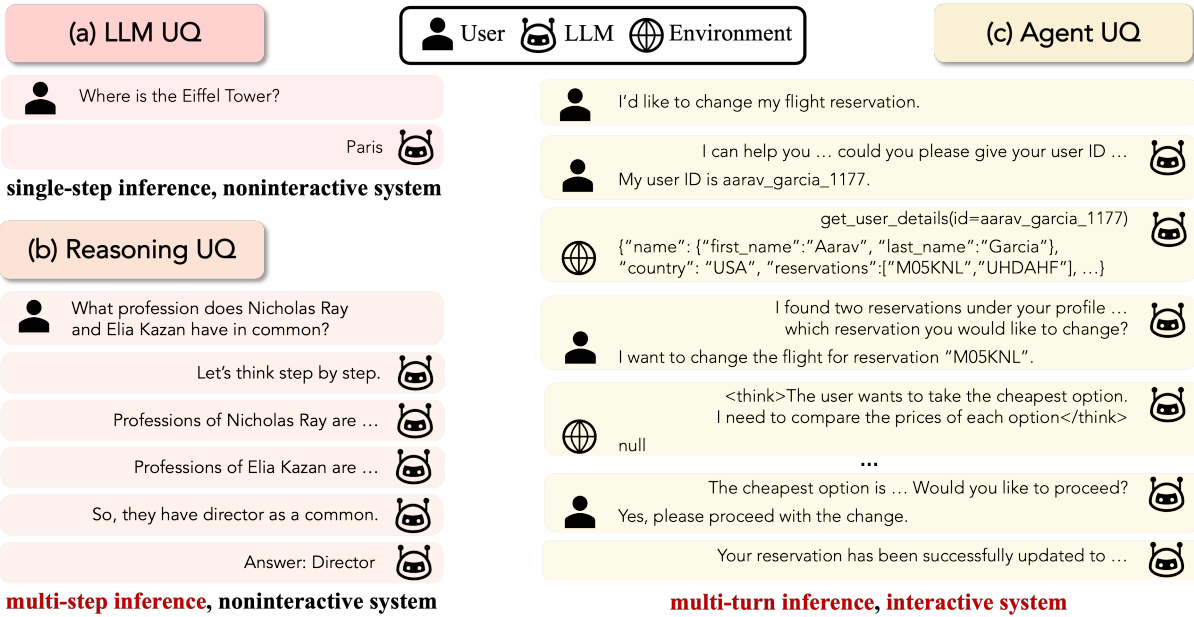 (a) LLM UQ
User LLM Environment
(c) Agent UQ
Where is the Eiffel Tower?
Paris
single-step inference, noninteractive system
(b) Reasoning UQ
What profession does Nicholas Ray
and Elia Kazan have in common?
Let’s think step by step.
Professions of Nicholas Ray are …
Professions of Elia Kazan are …
So, they have director as a common.
Answer: Director
multi-step inference, noninteractive system
I’d like to change my flight reservation.
I can help you … could you please give your user ID …
My user ID is aarav_garcia_1177.
get_user_details(id=aarav_garcia_1177)
{“name”: {“first_name”:”Aarav”, “last_name”:”Garcia”},
“country”: “USA”, “reservations”:[”M05KNL”,”UHDAHF”], …}
I found two reservations under your profile …
which reservation you would like to change?
I want to change the flight for reservation “M05KNL”.
<think>The user wants to take the cheapest option.
I need to compare the prices of each option</think>
null
...
The cheapest option is … Would you like to proceed?
Yes, please proceed with the change.
Your reservation has been successfully updated to …
multi-turn inference, interactive system